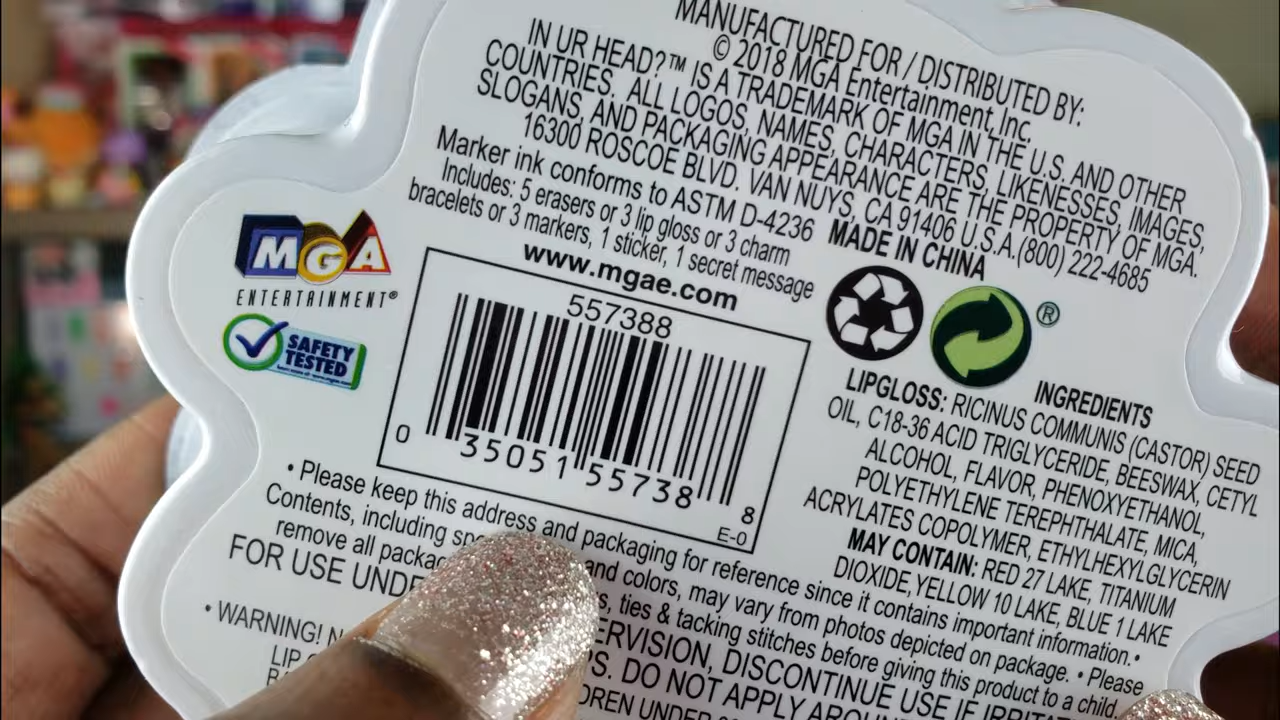 MANUFACTURED FOR / DISTRIBUTED BY:
© 2018 MGA Entertainment, Inc.
IN UR HEAD?™ IS A TRADEMARK OF MGA IN THE U.S. AND OTHER
COUNTRIES. ALL LOGOS, NAMES, CHARACTERS, LIKENESSES, IMAGES,
SLOGANS, AND PACKAGING APPEARANCE ARE THE PROPERTY OF MGA.
16300 ROSCOE BLVD. VAN NUYS, CA 91406 U.S.A.(800) 222-4685
Marker ink conforms to ASTM D-4236
MADE IN CHINA
Includes: 5 erasers or 3 lip gloss or 3 charm
bracelets or 3 markers, 1 sticker, 1 secret message
www.mgae.com
MGA
ENTERTAINMENT®
SAFETY
TESTED
557388
0 35051 55738 8
E-0
®
INGREDIENTS
LIPGLOSS: RICINUS COMMUNIS (CASTOR) SEED
OIL, C18-36 ACID TRIGLYCERIDE, BEESWAX, CETYL
ALCOHOL, FLAVOR, PHENOXYETHANOL,
POLYETHYLENE TEREPHTHALATE, MICA,
ACRYLATES COPOLYMER, ETHYLHEXYLGLYCERIN
MAY CONTAIN: RED 27 LAKE, TITANIUM
DIOXIDE, YELLOW 10 LAKE, BLUE 1 LAKE
• Please keep this address and packaging for reference since it contains important information.•
Contents, including and colors, may vary from photos depicted on package. • Please
remove all ties & tacking stitches before giving this product to a child.
FOR USE DISCONTINUE USE IF
• WARNING! DO NOT APPLY
LIP UNDER